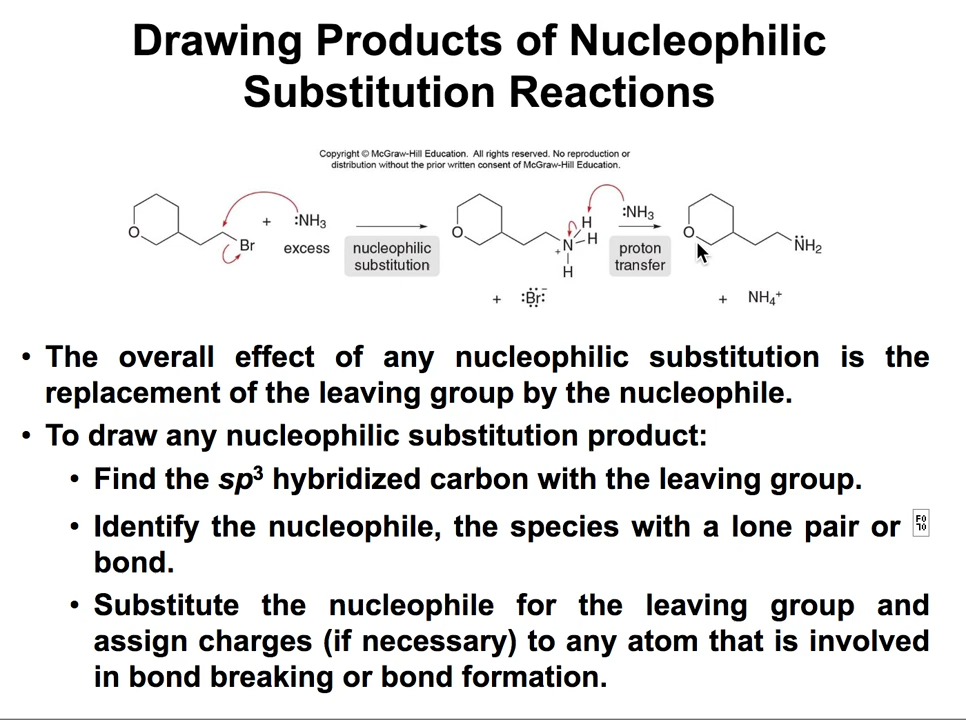 Drawing Products of Nucleophilic
Substitution Reactions
Copyright © McGraw-Hill Education. All rights reserved. No reproduction or
distribution without the prior written consent of McGraw-Hill Education.
O Br + :NH₃ O N⁺ H H H :NH₃ O N̈H₂
excess nucleophilic proton
substitution transfer
+ :B̤̈r:⁻ + NH₄⁺
• The overall effect of any nucleophilic substitution is the
replacement of the leaving group by the nucleophile.
• To draw any nucleophilic substitution product:
• Find the sp³ hybridized carbon with the leaving group.
• Identify the nucleophile, the species with a lone pair or
bond.
• Substitute the nucleophile for the leaving group and
assign charges (if necessary) to any atom that is involved
in bond breaking or bond formation.